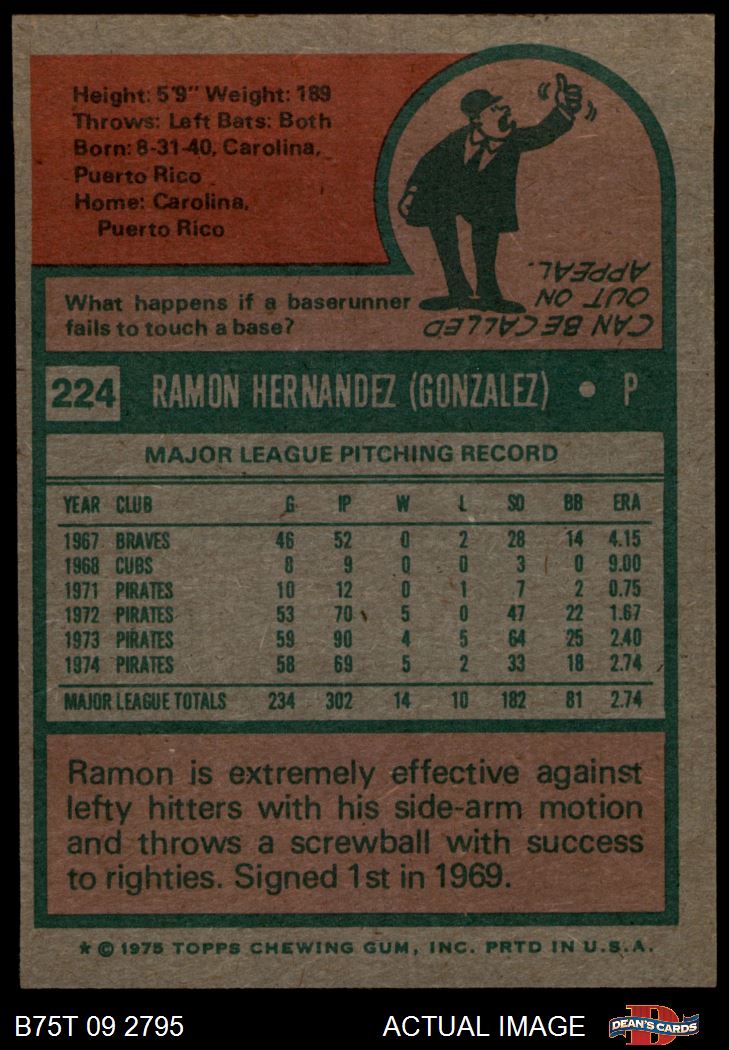 Height: 5'9" Weight: 189
Throws: Left Bats: Both
Born: 8-31-40, Carolina,
Puerto Rico
Home: Carolina,
Puerto Rico
What happens if a baserunner
fails to touch a base?
CAN BE CALLED
OUT ON
APPEAL.
224 RAMON HERNANDEZ (GONZALEZ) • P
MAJOR LEAGUE PITCHING RECORD
YEAR CLUB G IP W L SO BB ERA
1967 BRAVES 46 52 0 2 28 14 4.15
1968 CUBS 8 9 0 0 3 0 9.00
1971 PIRATES 10 12 0 1 7 2 0.75
1972 PIRATES 53 70 5 0 47 22 1.67
1973 PIRATES 59 90 4 5 64 25 2.40
1974 PIRATES 58 69 5 2 33 18 2.74
MAJOR LEAGUE TOTALS 234 302 14 10 182 81 2.74
Ramon is extremely effective against
lefty hitters with his side-arm motion
and throws a screwball with success
to righties. Signed 1st in 1969.
* © 1975 TOPPS CHEWING GUM, INC. PRTD IN U.S.A.
B75T 09 2795 ACTUAL IMAGE D DEAN'S CARDS